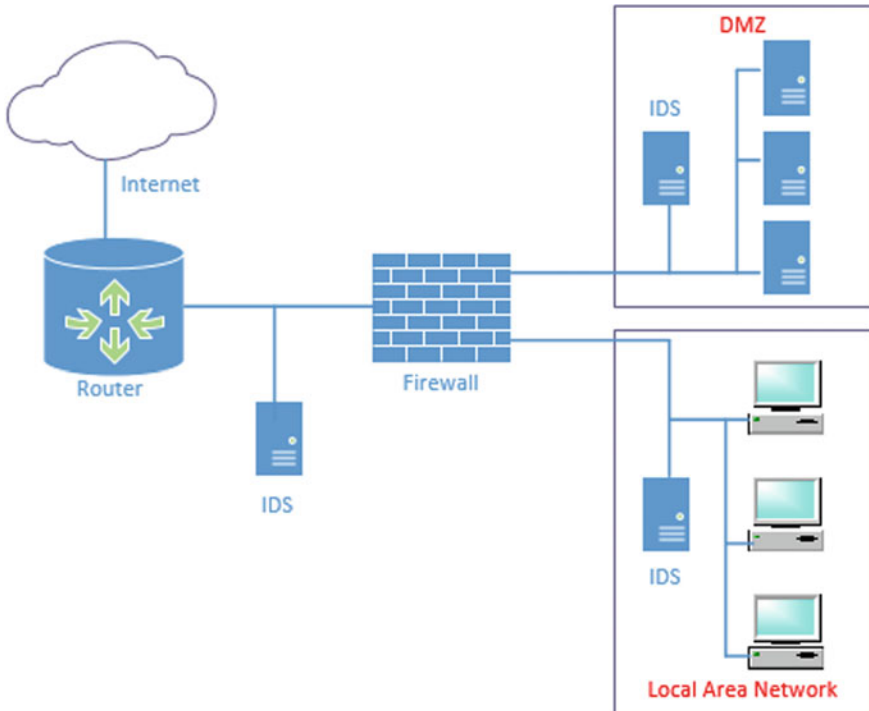 DMZ
IDS
Internet
Router
Firewall
IDS
IDS
Local Area Network